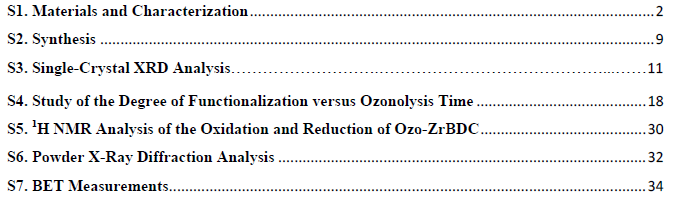 S1. Materials and Characterization........................................................................................................2
S2. Synthesis ...........................................................................................................................................9
S3. Single-Crystal XRD Analysis……………………………………………………………………...……11
S4. Study of the Degree of Functionalization versus Ozonolysis Time ...........................................18
S5. ¹H NMR Analysis of the Oxidation and Reduction of Ozo-ZrBDC..........................................30
S6. Powder X-Ray Diffraction Analysis ..............................................................................................32
S7. BET Measurements.........................................................................................................................34